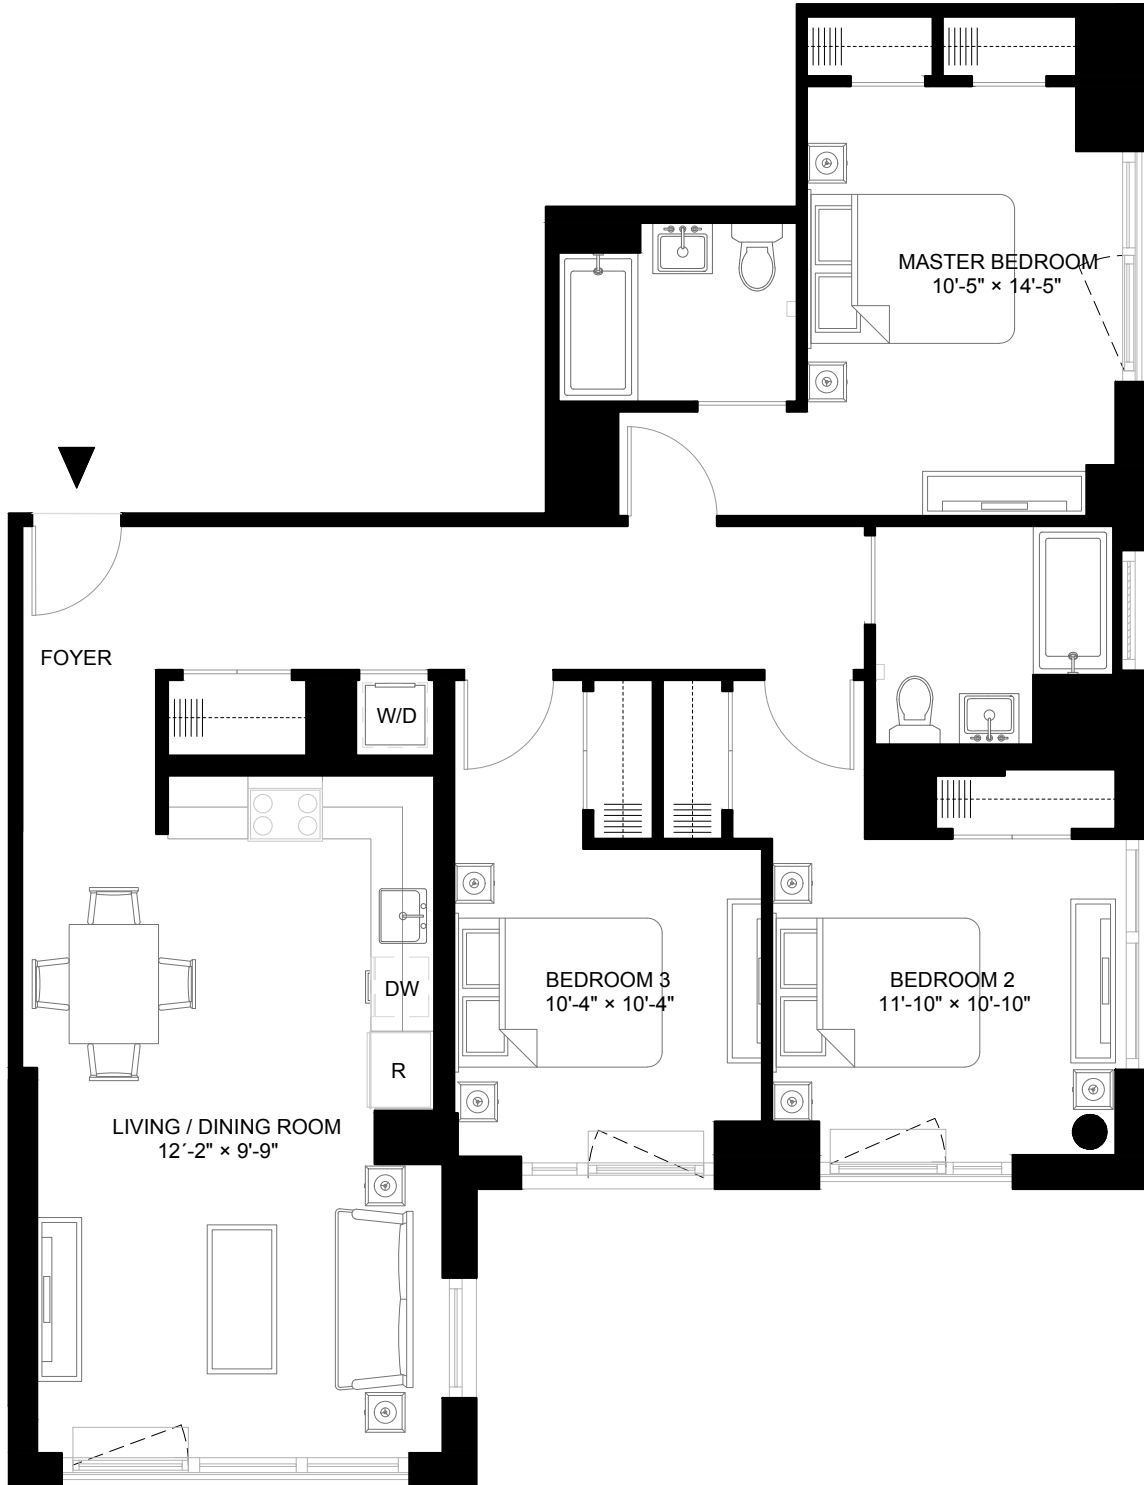 MASTER BEDROOM
10'-5" × 14'-5"
FOYER
W/D
DW
R
BEDROOM 3
10'-4" × 10'-4"
BEDROOM 2
11'-10" × 10'-10"
LIVING / DINING ROOM
12´-2" × 9'-9"